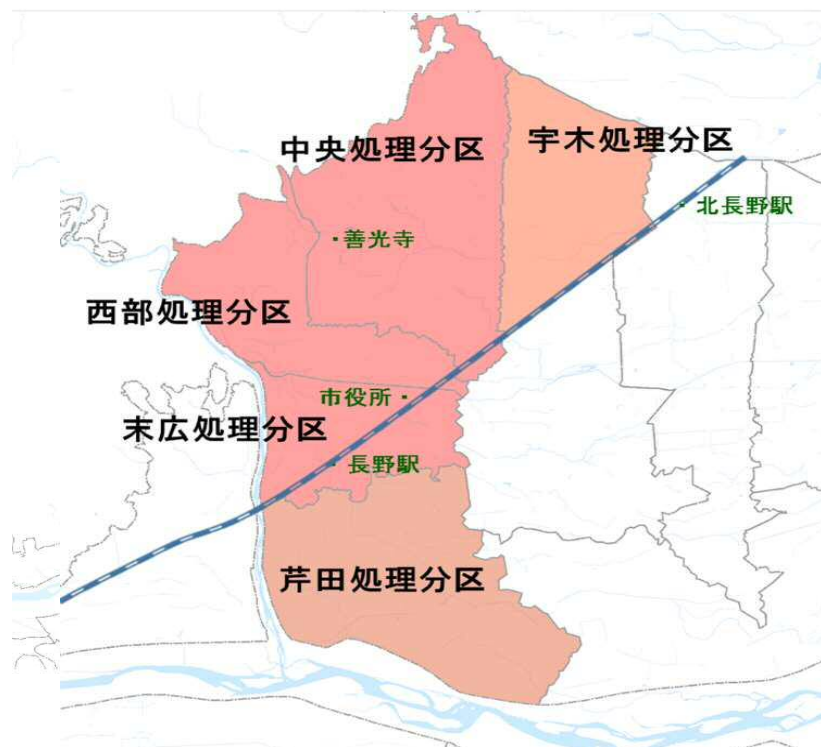 中央処理分区
宇木処理分区
北長野駅
善光寺
西部処理分区
市役所
末広処理分区
長野駅
芹田処理分区